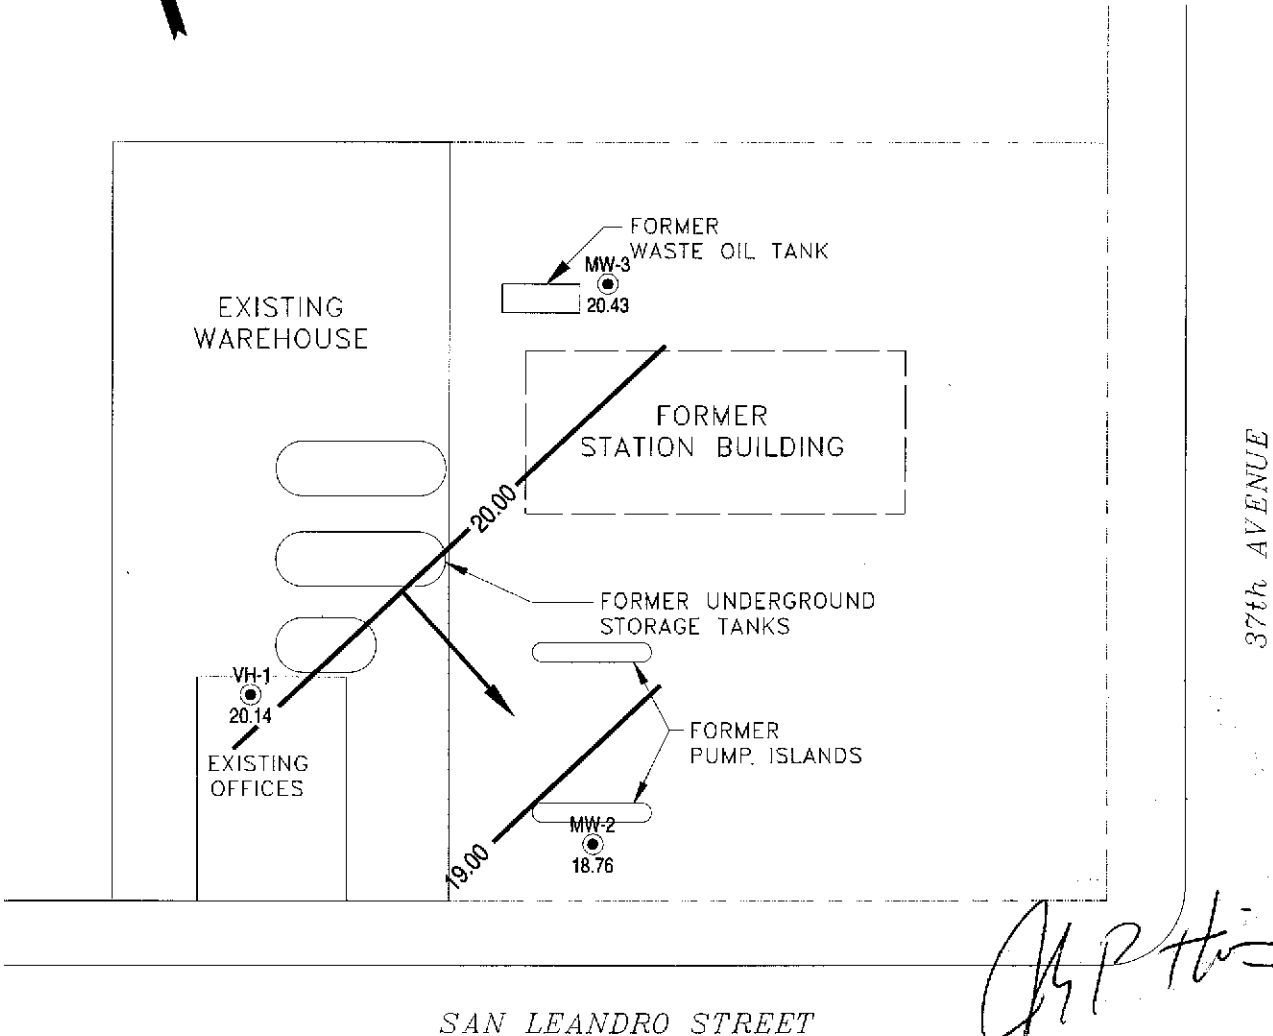 FORMER
WASTE OIL TANK
MW-3
20.43
EXISTING
WAREHOUSE
FORMER
STATION BUILDING
20.00
FORMER UNDERGROUND
STORAGE TANKS
VH-1
20.14
EXISTING
OFFICES
FORMER
PUMP ISLANDS
MW-2
18.76
19.00
37th AVENUE
SAN LEANDRO STREET